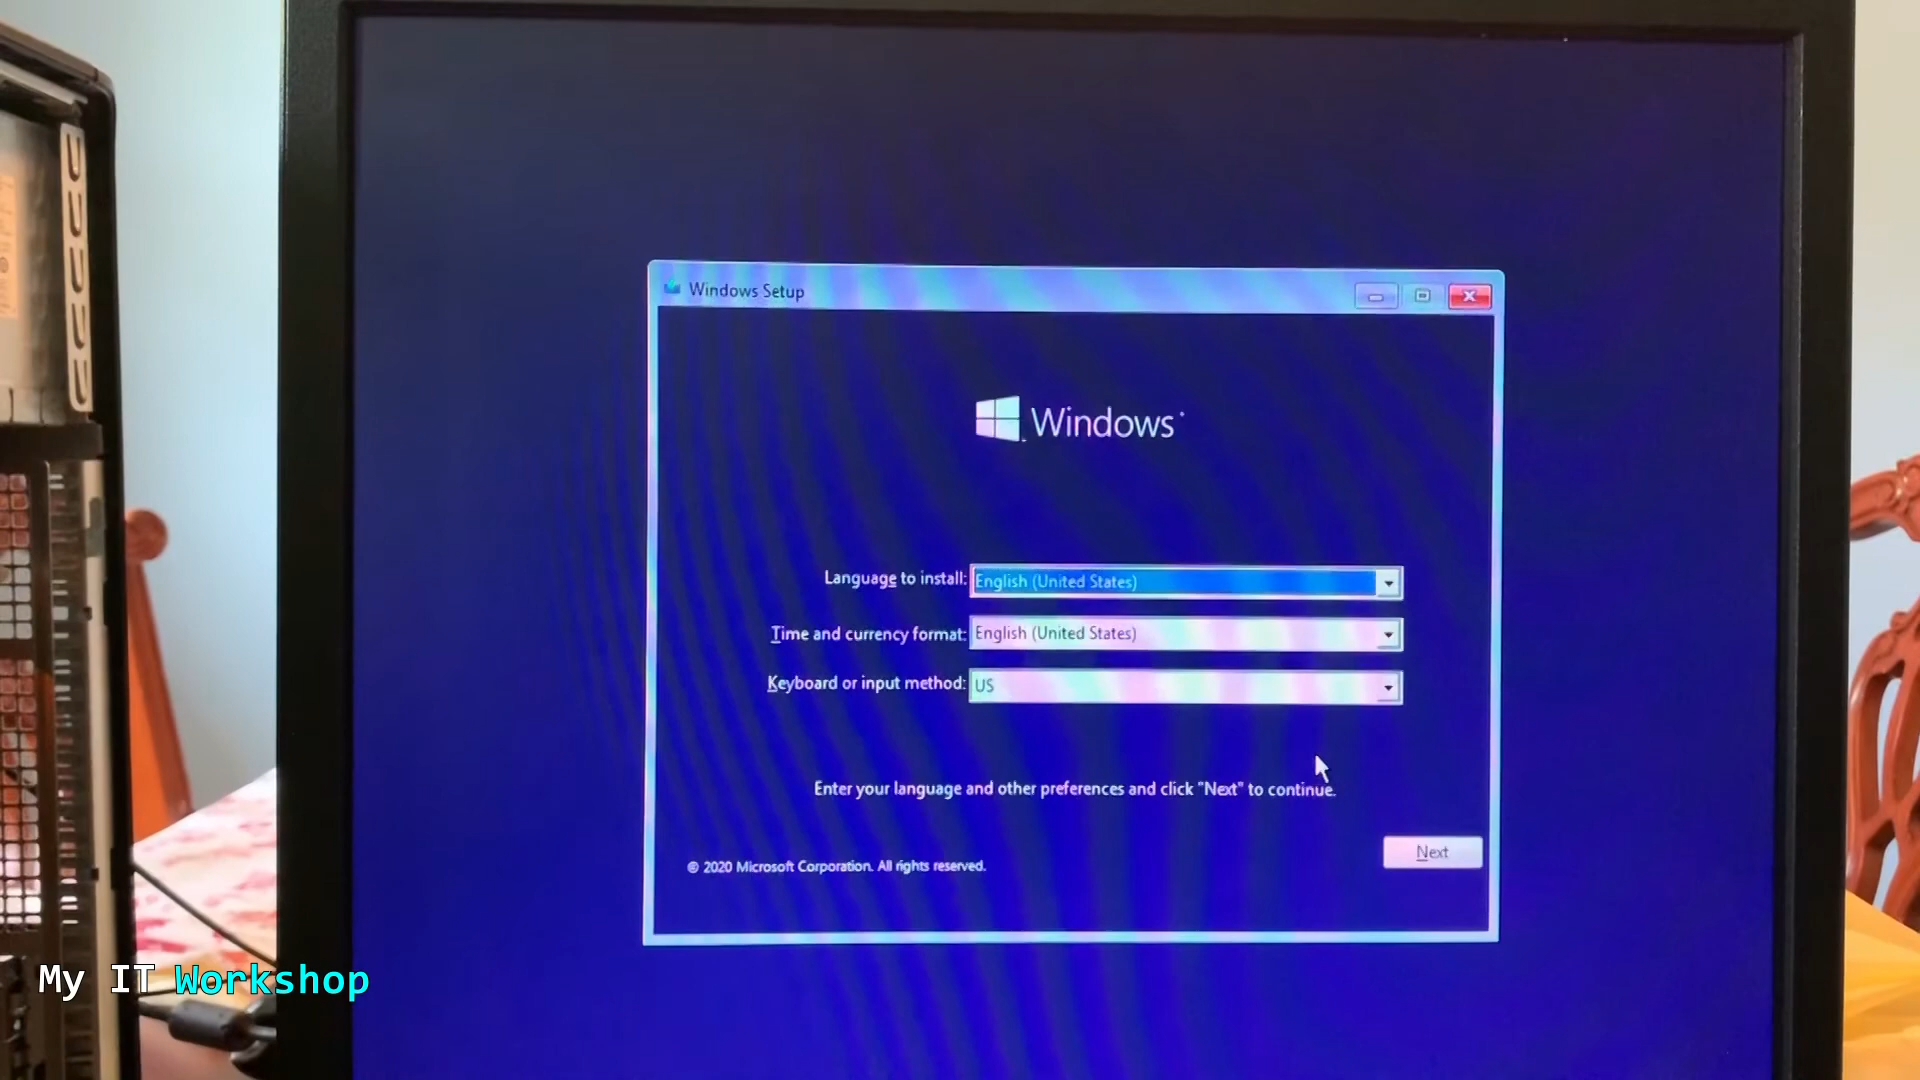 Windows Setup
Windows
Language to install: English (United States)
Time and currency format: English (United States)
Keyboard or input method: US
Enter your language and other preferences and click "Next" to continue.
Next
© 2020 Microsoft Corporation. All rights reserved.
My IT Workshop